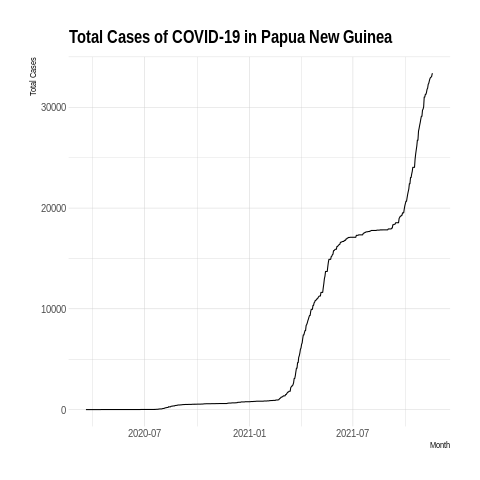 Total Cases of COVID-19 in Papua New Guinea
Total Cases
30000
20000
10000
0
2020-07
2021-01
2021-07
Month